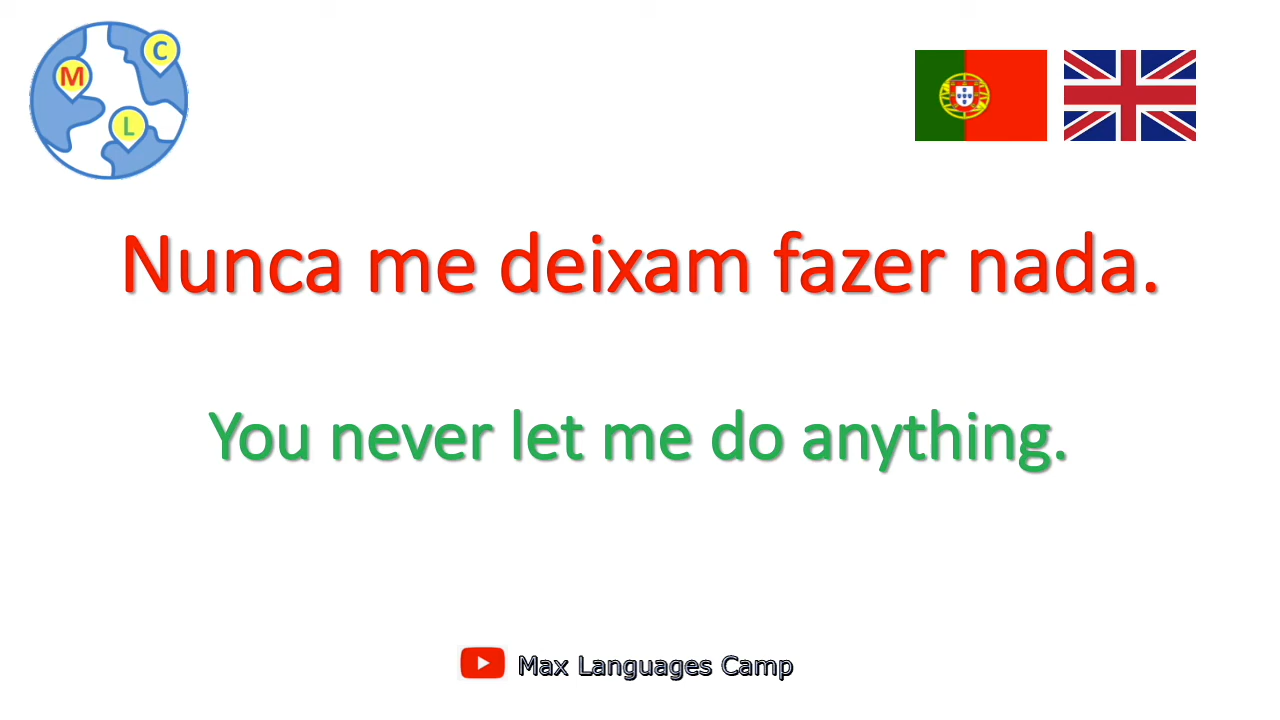 C
M
L
Nunca me deixam fazer nada.
You never let me do anything.
Max Languages Camp